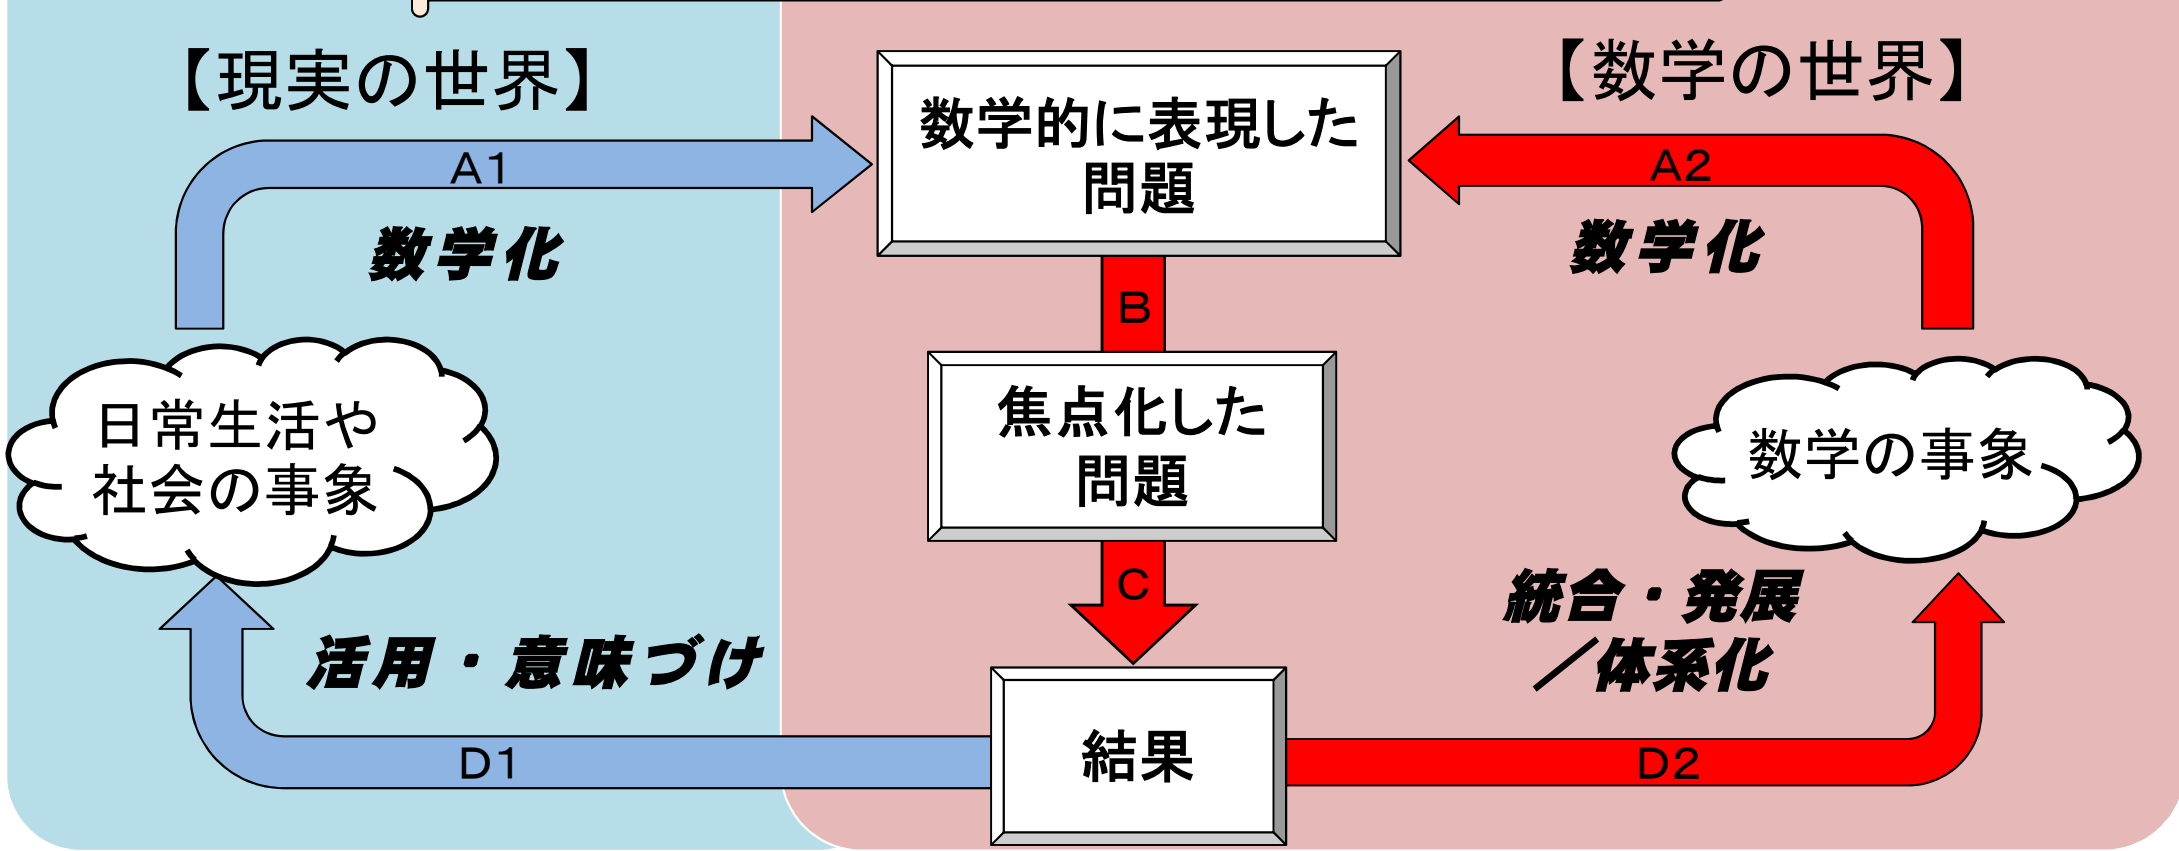 【現実の世界】
【数学の世界】
数学的に表現した
問題
A1
A2
数学化
数学化
B
日常生活や
社会の事象
焦点化した
問題
数学の事象
C
統合・発展
／体系化
活用・意味づけ
結果
D1
D2